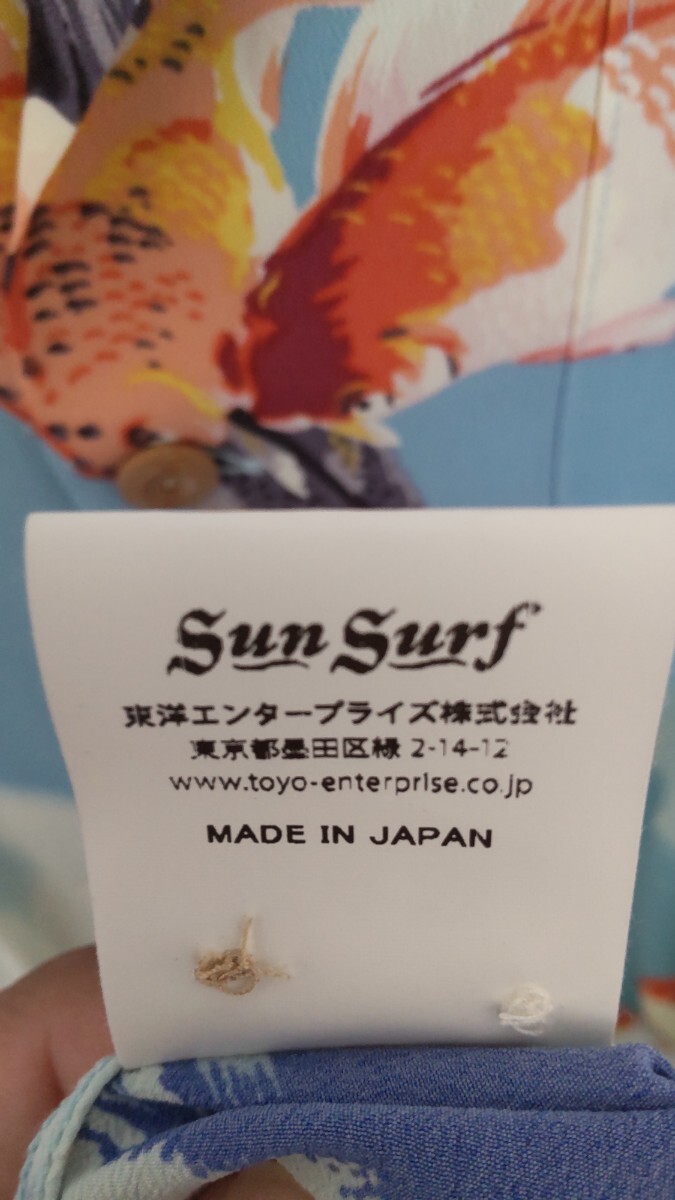 Sun Surf
東洋エンタープライズ株式会社
東京都墨田区緑 2-14-12
www.toyo-enterprise.co.jp
MADE IN JAPAN